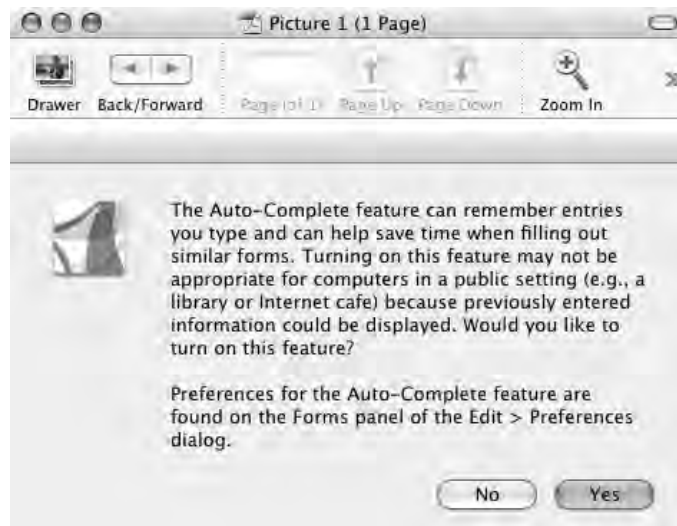 Picture 1 (1 Page)
Drawer Back/Forward Page (of 1) Page Up Page Down Zoom In
The Auto-Complete feature can remember entries
you type and can help save time when filling out
similar forms. Turning on this feature may not be
appropriate for computers in a public setting (e.g., a
library or Internet cafe) because previously entered
information could be displayed. Would you like to
turn on this feature?
Preferences for the Auto-Complete feature are
found on the Forms panel of the Edit > Preferences
dialog.
No Yes